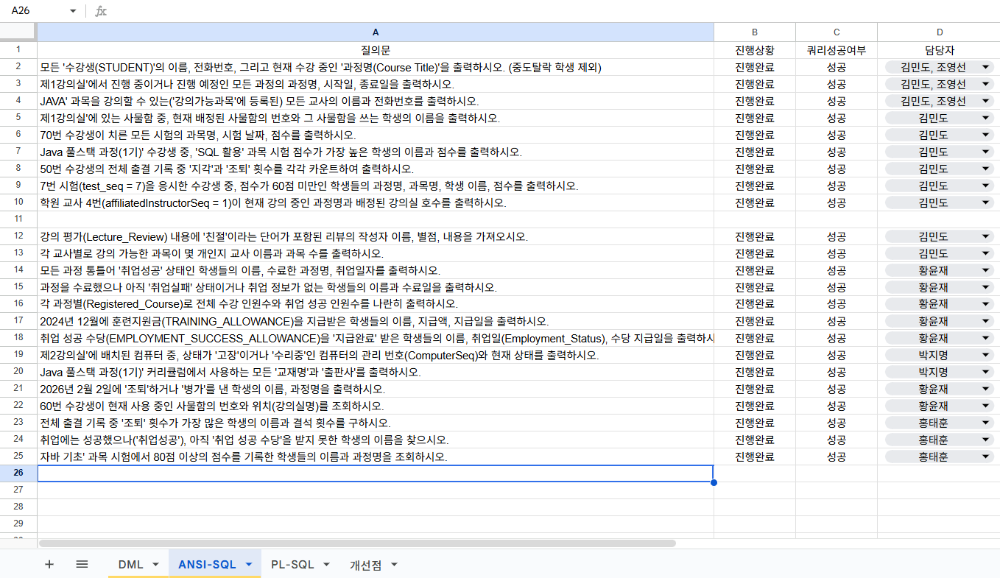 A26 fx
A B C D
1 질의문 진행상황 쿼리성공여부 담당자
2 모든 '수강생(STUDENT)'의 이름, 전화번호, 그리고 현재 수강 중인 '과정명(Course Title)'을 출력하시오. (중도탈락 학생 제외) 진행완료 성공 김민도, 조영선
3 제1강의실'에서 진행 중이거나 진행 예정인 모든 과정의 과정명, 시작일, 종료일을 출력하시오. 진행완료 성공 김민도, 조영선
4 JAVA' 과목을 강의할 수 있는('강의가능과목'에 등록된) 모든 교사의 이름과 전화번호를 출력하시오. 진행완료 성공 김민도, 조영선
5 제1강의실'에 있는 사물함 중, 현재 배정된 사물함의 번호와 그 사물함을 쓰는 학생의 이름을 출력하시오. 진행완료 성공 김민도
6 70번 수강생이 치른 모든 시험의 과목명, 시험 날짜, 점수를 출력하시오. 진행완료 성공 김민도
7 Java 풀스택 과정(1기)' 수강생 중, 'SQL 활용' 과목 시험 점수가 가장 높은 학생의 이름과 점수를 출력하시오. 진행완료 성공 김민도
8 50번 수강생의 전체 출결 기록 중 '지각'과 '조퇴' 횟수를 각각 카운트하여 출력하시오. 진행완료 성공 김민도
9 7번 시험(test_seq = 7)을 응시한 수강생 중, 점수가 60점 미만인 학생들의 과정명, 과목명, 학생 이름, 점수를 출력하시오. 진행완료 성공 김민도
10 학원 교사 4번(affiliatedInstructorSeq = 1)이 현재 강의 중인 과정명과 배정된 강의실 호수를 출력하시오. 진행완료 성공 김민도
11
12 강의 평가(Lecture_Review) 내용에 '친절'이라는 단어가 포함된 리뷰의 작성자 이름, 별점, 내용을 가져오시오. 진행완료 성공 김민도
13 각 교사별로 강의 가능한 과목이 몇 개인지 교사 이름과 과목 수를 출력하시오. 진행완료 성공 김민도
14 모든 과정 통틀어 '취업성공' 상태인 학생들의 이름, 수료한 과정명, 취업일자를 출력하시오. 진행완료 성공 황윤재
15 과정을 수료했으나 아직 '취업실패' 상태이거나 취업 정보가 없는 학생들의 이름과 수료일을 출력하시오. 진행완료 성공 황윤재
16 각 과정별(Registered_Course)로 전체 수강 인원수와 취업 성공 인원수를 나란히 출력하시오. 진행완료 성공 황윤재
17 2024년 12월에 훈련지원금(TRAINING_ALLOWANCE)을 지급받은 학생들의 이름, 지급액, 지급일을 출력하시오. 진행완료 성공 황윤재
18 취업 성공 수당(EMPLOYMENT_SUCCESS_ALLOWANCE)을 '지급완료' 받은 학생들의 이름, 취업일(Employment_Status), 수당 지급일을 출력하시 진행완료 성공 황윤재
19 제2강의실'에 배치된 컴퓨터 중, 상태가 '고장'이거나 '수리중'인 컴퓨터의 관리 번호(ComputerSeq)와 현재 상태를 출력하시오. 진행완료 성공 박지명
20 Java 풀스택 과정(1기)' 커리큘럼에서 사용하는 모든 '교재명'과 '출판사'를 출력하시오. 진행완료 성공 박지명
21 2026년 2월 2일에 '조퇴'하거나 '병가'를 낸 학생의 이름, 과정명을 출력하시오. 진행완료 성공 황윤재
22 60번 수강생이 현재 사용 중인 사물함의 번호와 위치(강의실명)를 조회하시오. 진행완료 성공 황윤재
23 전체 출결 기록 중 '조퇴' 횟수가 가장 많은 학생의 이름과 결석 횟수를 구하시오. 진행완료 성공 홍태훈
24 취업에는 성공했으나('취업성공'), 아직 '취업 성공 수당'을 받지 못한 학생의 이름을 찾으시오. 진행완료 성공 홍태훈
25 자바 기초' 과목 시험에서 80점 이상의 점수를 기록한 학생들의 이름과 과정명을 조회하시오. 진행완료 성공 홍태훈
26
27
28
29
+ DML ANSI-SQL PL-SQL 개선점